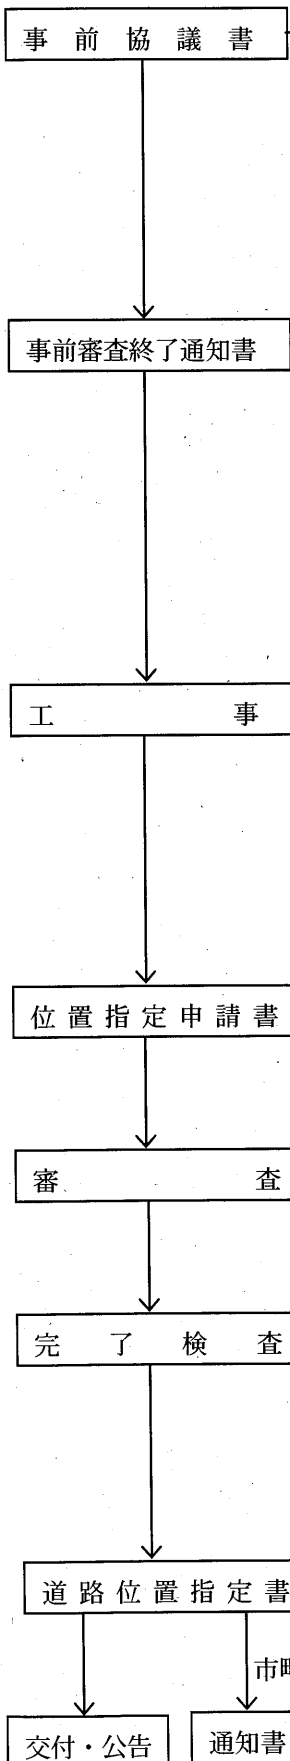 事前協議書
事前審査終了通知書
工事
位置指定申請書
審査
完了検査
道路位置指定書
市町
交付・公告
通知書